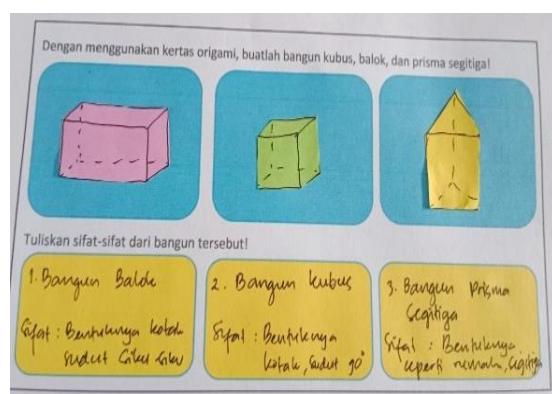 Dengan menggunakan kertas origami, buatlah bangun kubus, balok, dan prisma segitiga!
Tuliskan sifat-sifat dari bangun tersebut!
1. Bangun Balok
Sifat : Bentuknya kotak
sudut siku siku
2. Bangun kubus
Sifat : Bentuknya
kotak, sudut 90°
3. Bangun Prisma
Segitiga
Sifat : Bentuknya
seperti rumah, segitiga